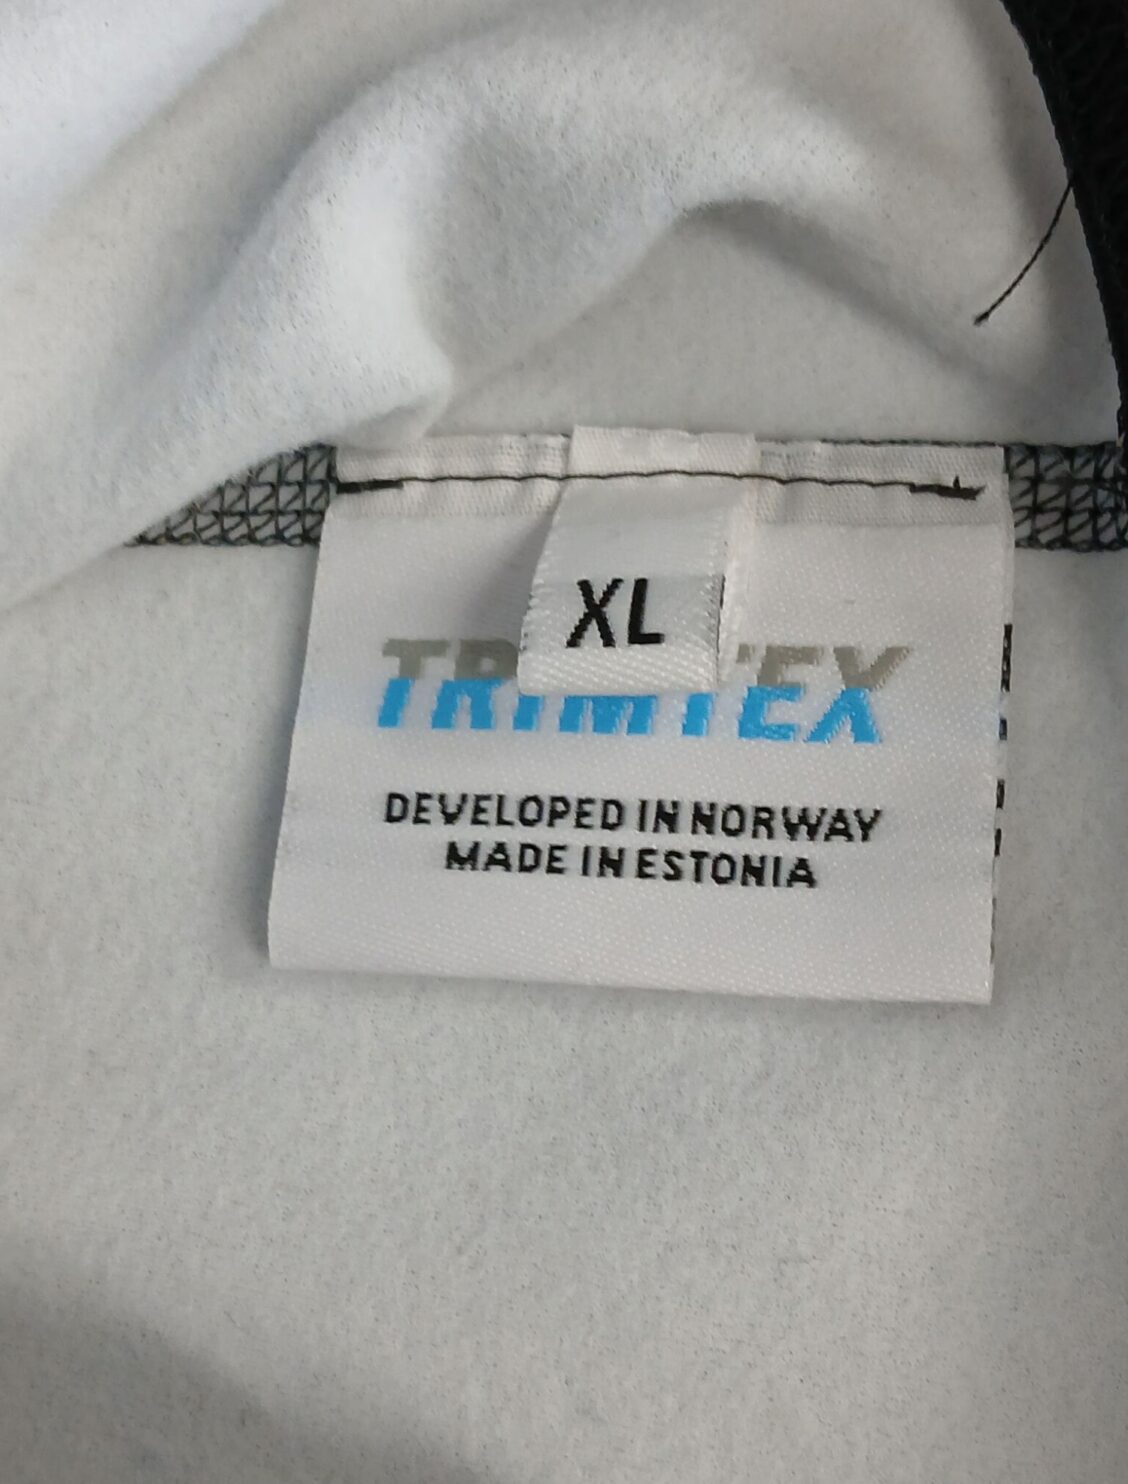 XL
TRIMTEX
DEVELOPED IN NORWAY
MADE IN ESTONIA